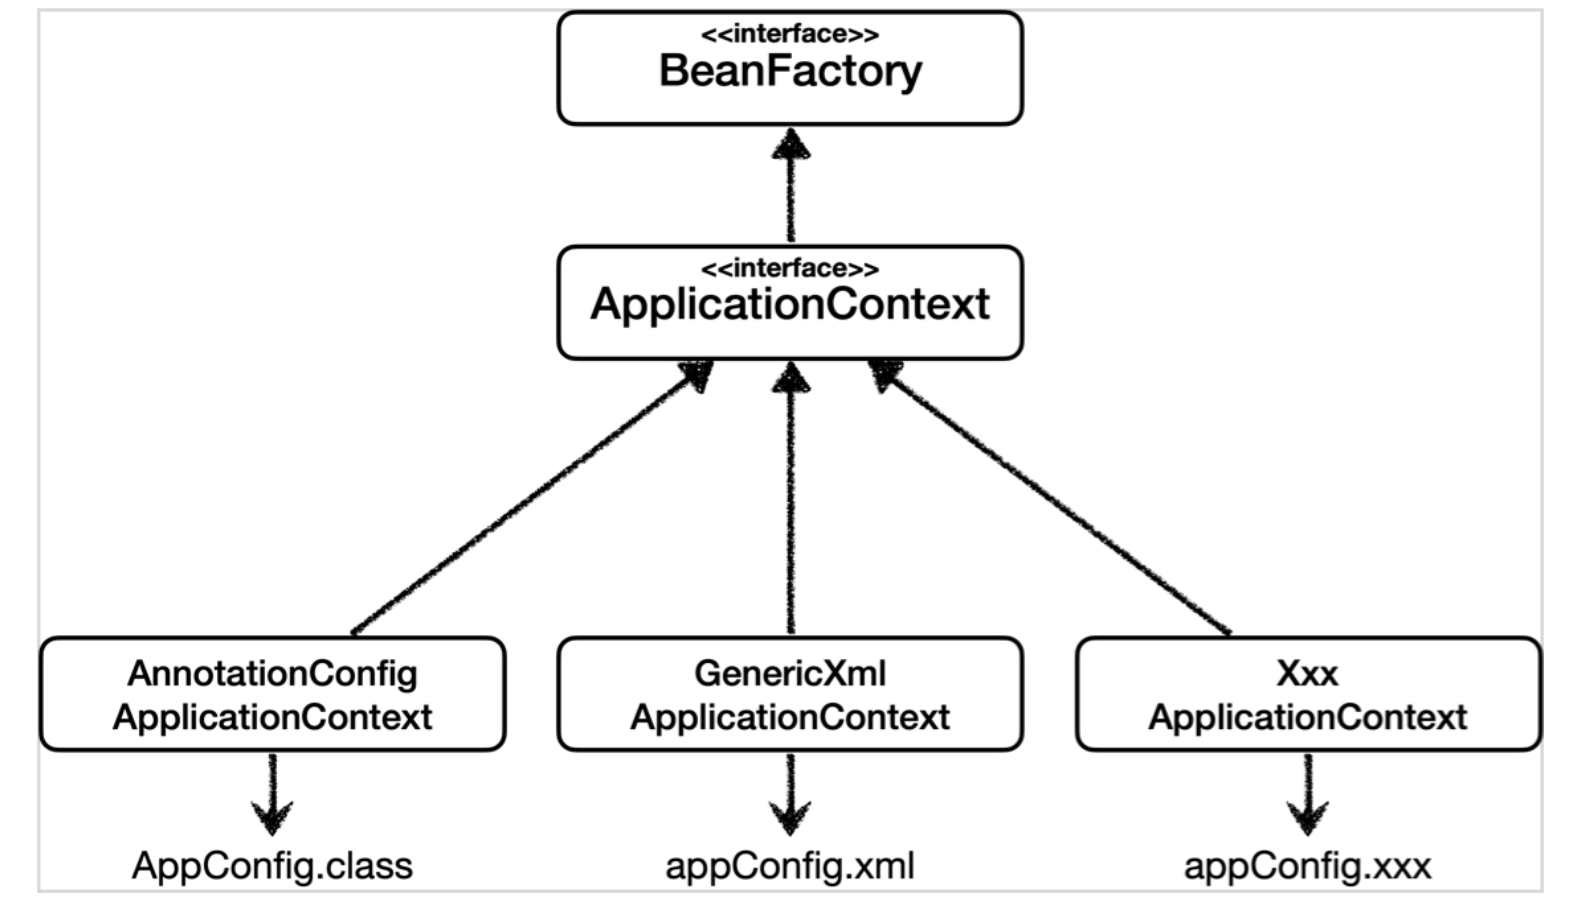 <<interface>>
BeanFactory
<<interface>>
ApplicationContext
AnnotationConfig
ApplicationContext
GenericXml
ApplicationContext
Xxx
ApplicationContext
AppConfig.class
appConfig.xml
appConfig.xxx